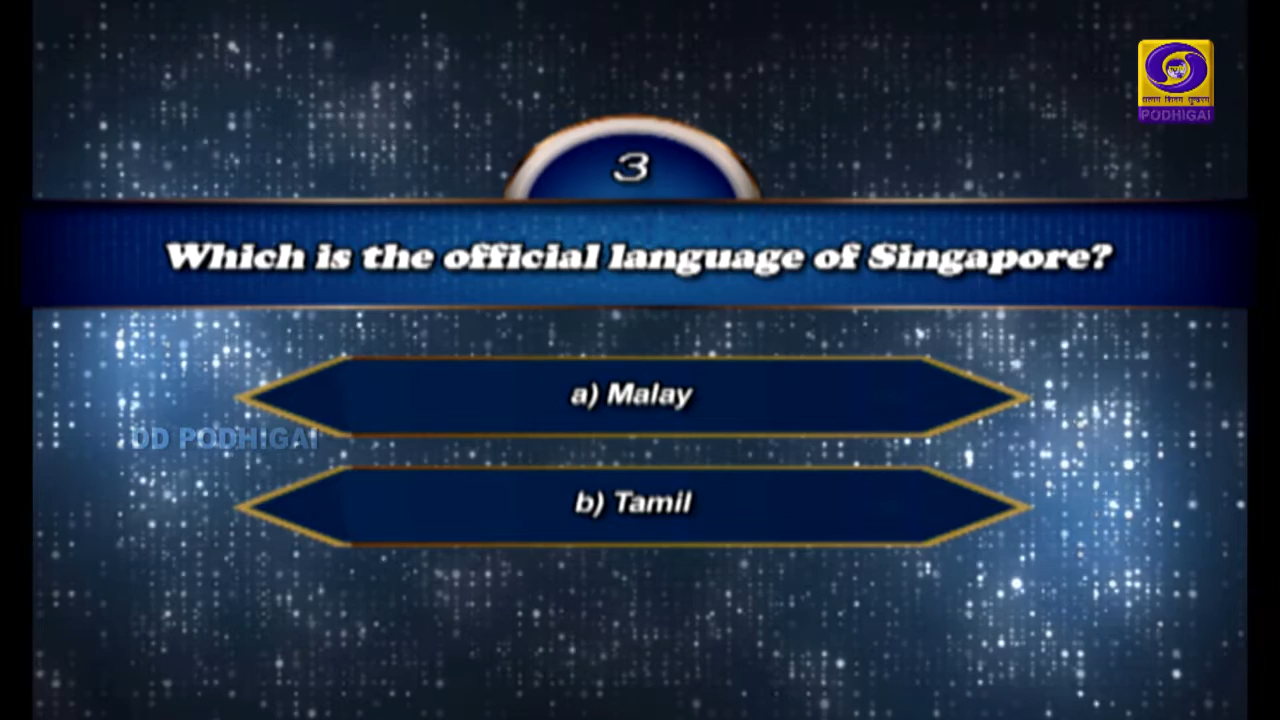 PODHIGAI
3
Which is the official language of Singapore?
a) Malay
DD PODHIGAI
b) Tamil